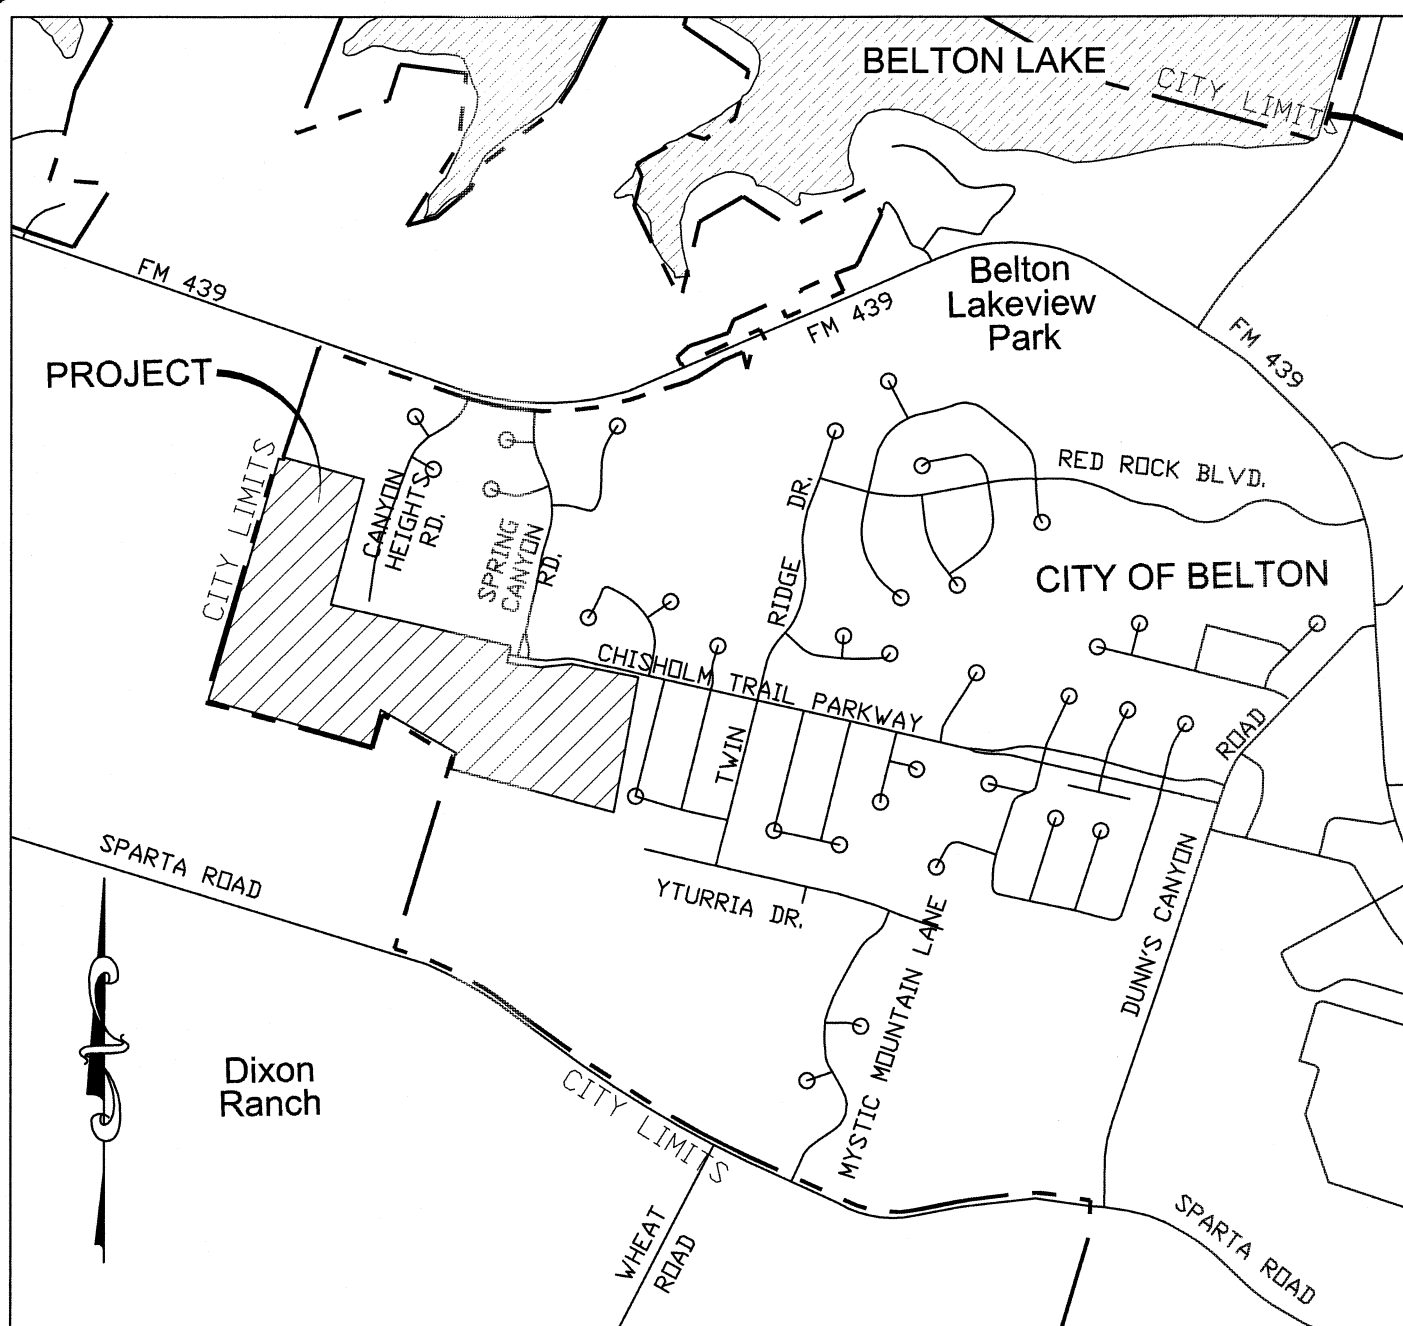 BELTON LAKE
CITY LIMITS
FM 439
FM 439
Belton
Lakeview
Park
FM 439
PROJECT
CITY LIMITS
CANYON
HEIGHTS
RD.
SPRING
CANYON
RD.
RIDGE DR.
RED ROCK BLVD.
CITY OF BELTON
CHISHOLM TRAIL PARKWAY
TWIN
ROAD
SPARTA ROAD
YTURRIA DR.
MYSTIC MOUNTAIN LANE
DUNN'S CANYON
Dixon
Ranch
CITY LIMITS
WHEAT
ROAD
SPARTA ROAD